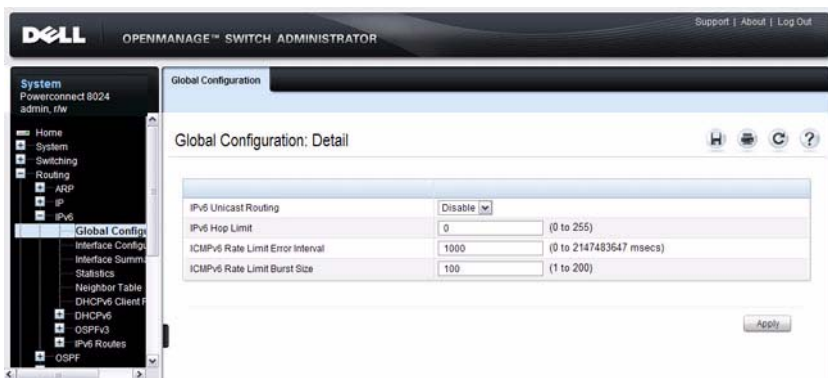 Support | About | Log Out
DELL OPENMANAGE™ SWITCH ADMINISTRATOR
System
Powerconnect 8024
admin, r/w
Global Configuration
Home
System
Switching
Routing
ARP
IP
IPv6
Global Configu
Interface Configu
Interface Summa
Statistics
Neighbor Table
DHCPv6 Client F
DHCPv6
OSPFv3
IPv6 Routes
OSPF
Global Configuration: Detail
IPv6 Unicast Routing Disable
IPv6 Hop Limit 0 (0 to 255)
ICMPv6 Rate Limit Error Interval 1000 (0 to 2147483647 msecs)
ICMPv6 Rate Limit Burst Size 100 (1 to 200)
Apply